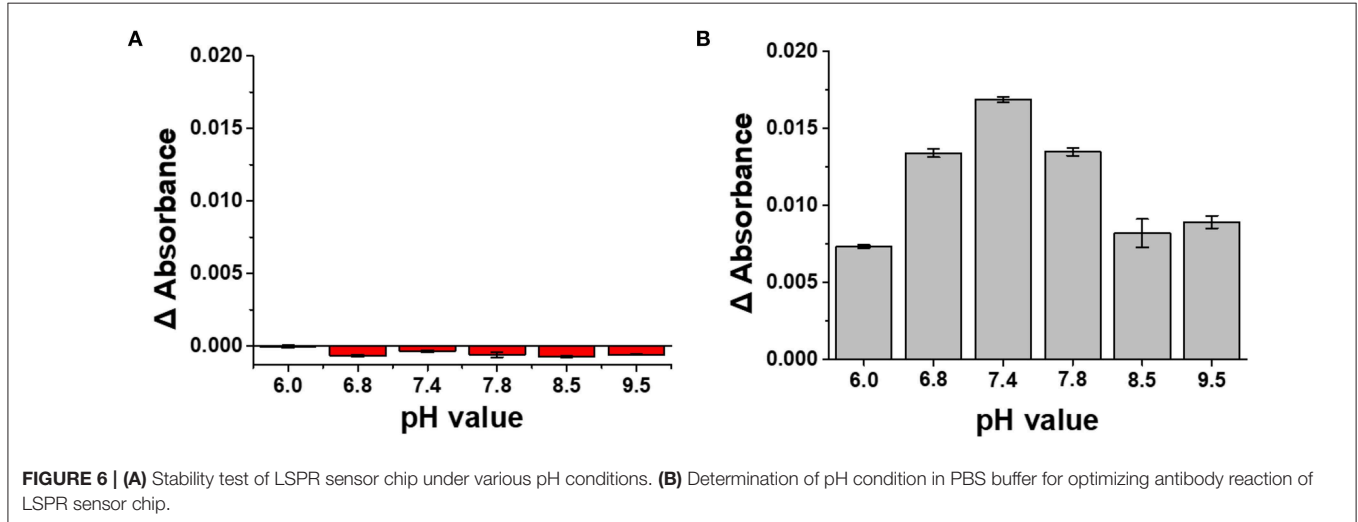 A
Δ Absorbance
0.020
0.015
0.010
0.005
0.000
6.0 6.8 7.4 7.8 8.5 9.5
pH value
B
Δ Absorbance
0.020
0.015
0.010
0.005
0.000
6.0 6.8 7.4 7.8 8.5 9.5
pH value
FIGURE 6 | (A) Stability test of LSPR sensor chip under various pH conditions. (B) Determination of pH condition in PBS buffer for optimizing antibody reaction of
LSPR sensor chip.